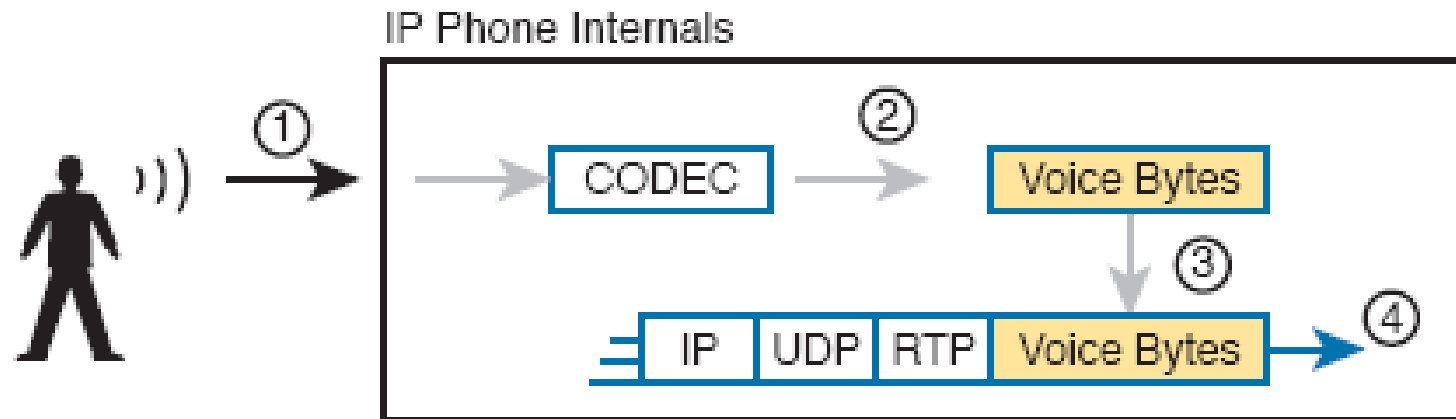 IP Phone Internals
①
②
CODEC
Voice Bytes
③
④
IP UDP RTP Voice Bytes